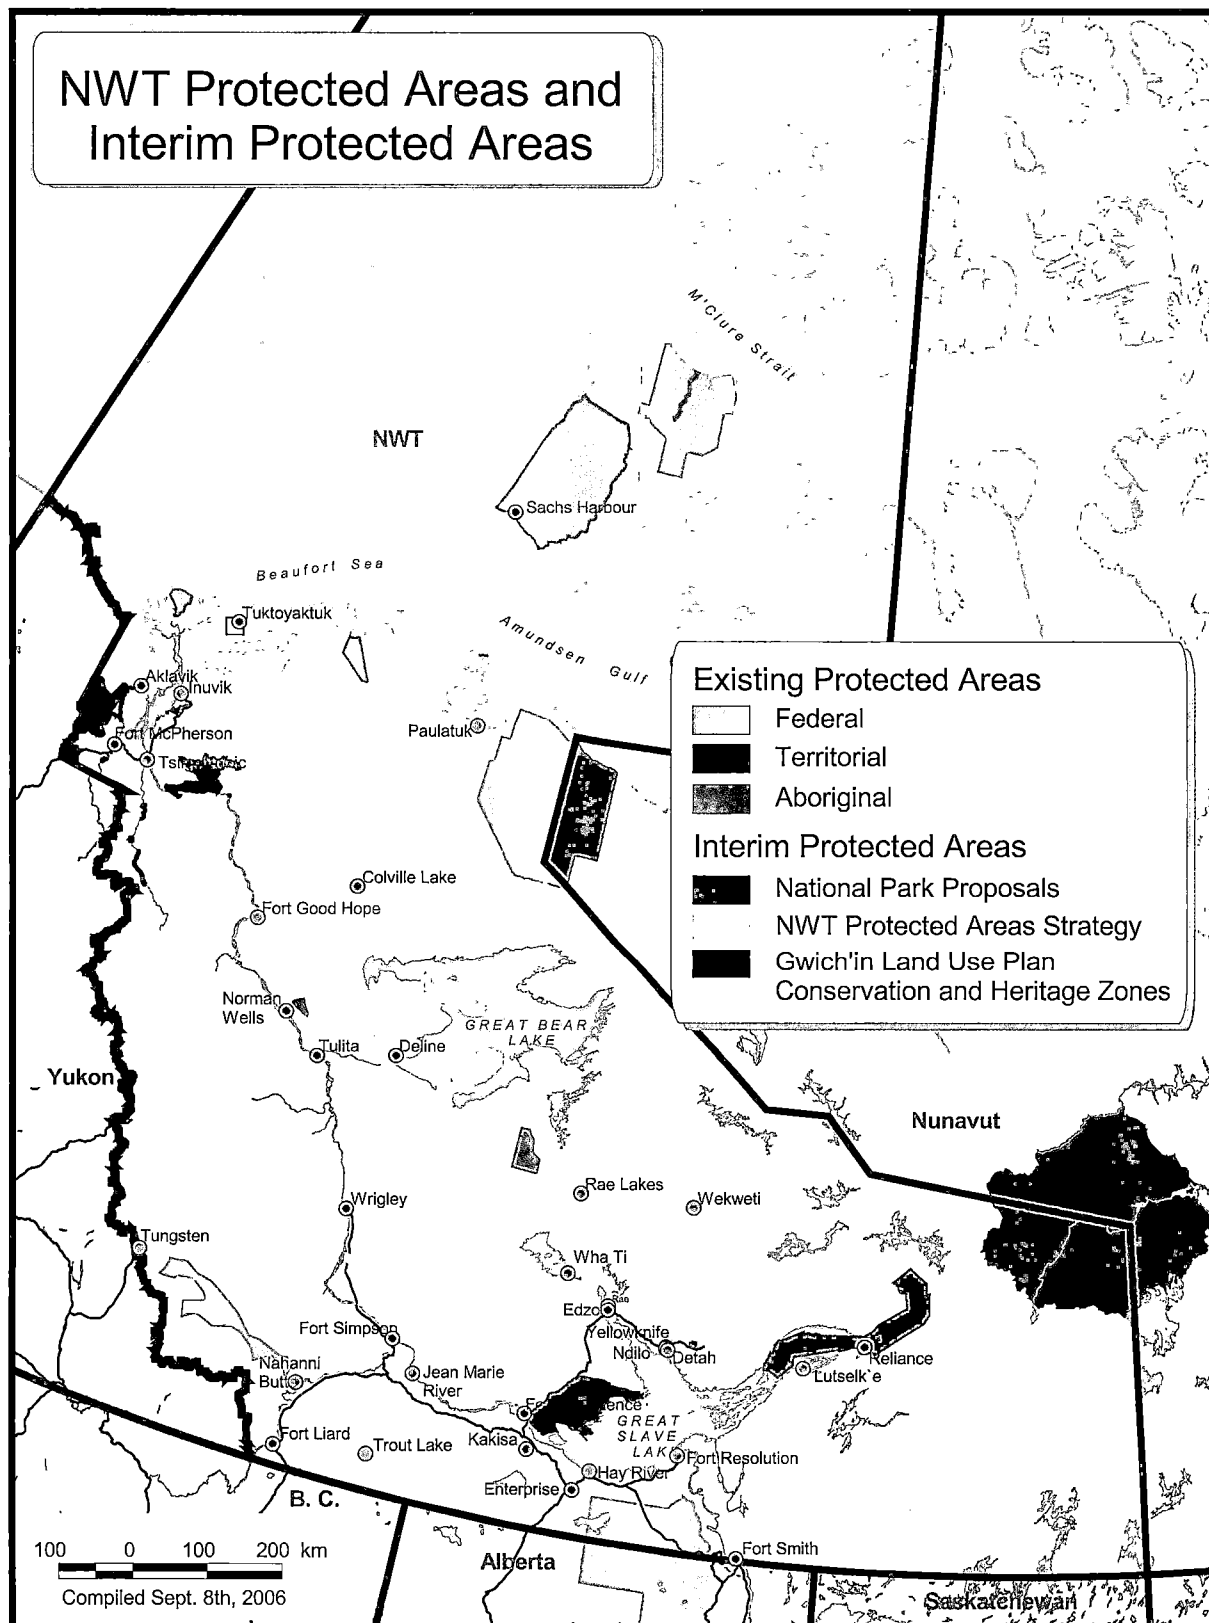 NWT Protected Areas and
Interim Protected Areas
M'Clure Strait
NWT
Sachs Harbour
Beaufort Sea
Tuktoyaktuk
Amundsen Gulf
Existing Protected Areas
Federal
Territorial
Aboriginal
Interim Protected Areas
National Park Proposals
NWT Protected Areas Strategy
Gwich'in Land Use Plan
Conservation and Heritage Zones
Aklavik
Inuvik
Fort McPherson
Paulatuk
Colville Lake
Fort Good Hope
Norman
Wells
GREAT BEAR
LAKE
Tulita
Deline
Yukon
Nunavut
Rae Lakes
Wekweti
Wrigley
Tungsten
Wha Ti
Edzo
Rae
Fort Simpson
Yellowknife
Ndilo
Detah
Reliance
Lutselk`e
Nahanni
Butte
Jean Marie
River
GREAT
SLAVE
LAKE
Fort Liard
Trout Lake
Kakisa
Hay River
Fort Resolution
Enterprise
B. C.
Alberta
Fort Smith
Saskatchewan
100 0 100 200 km
Compiled Sept. 8th, 2006